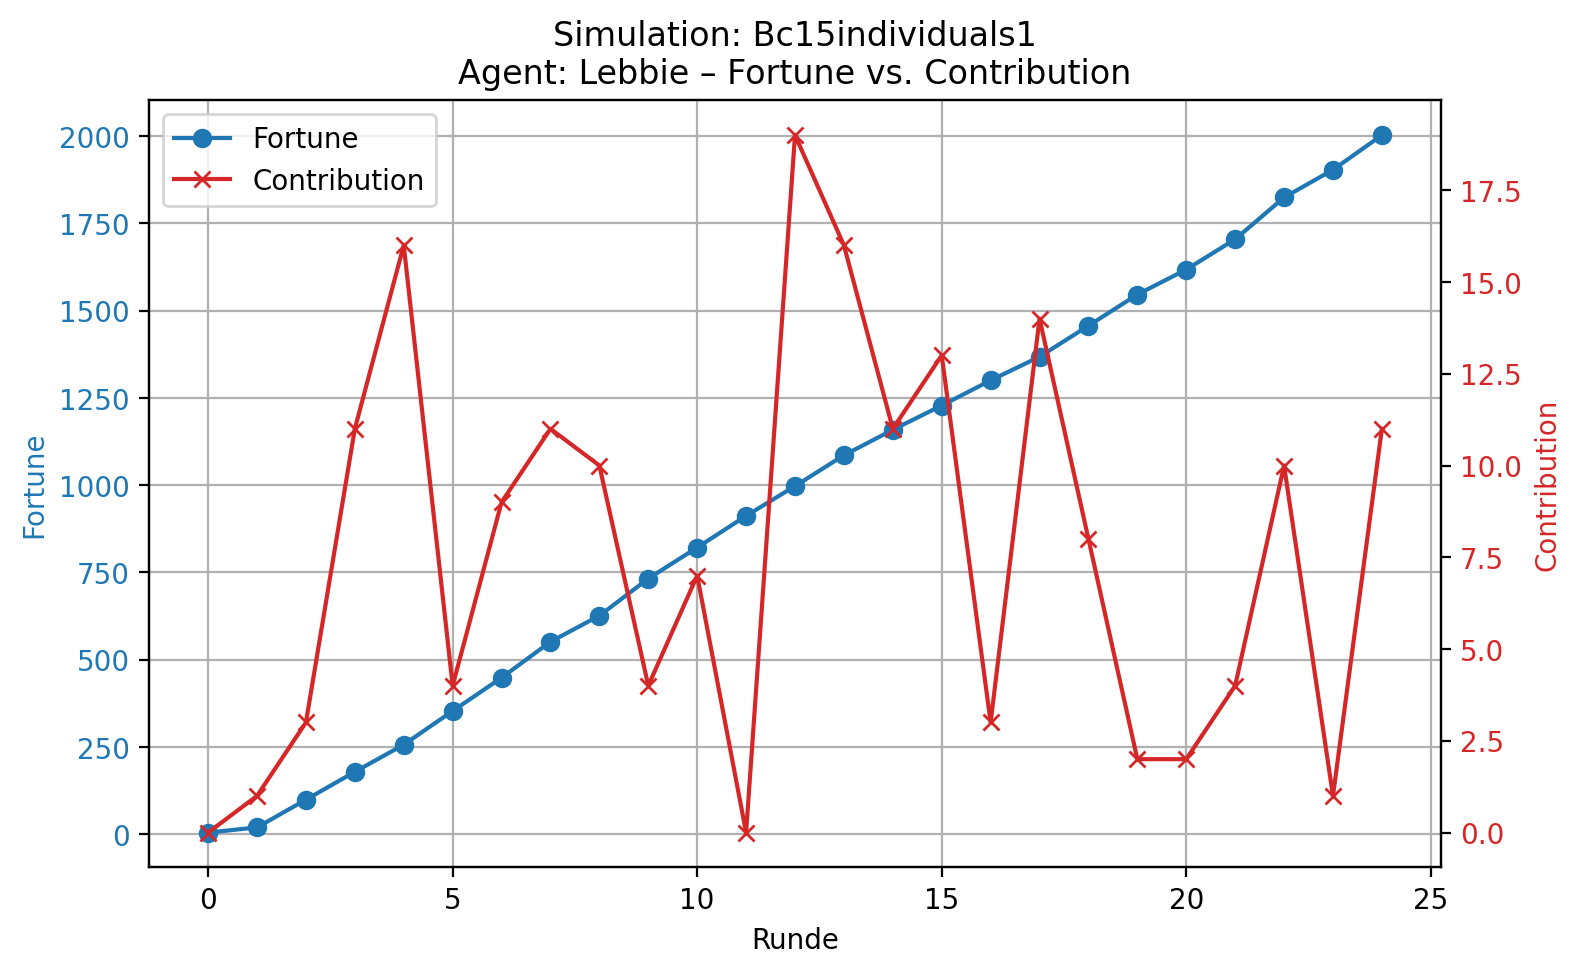 Simulation: Bc15individuals1
Agent: Lebbie – Fortune vs. Contribution
Fortune
Contribution
2000
1750
1500
1250
1000
750
500
250
0
Fortune
17.5
15.0
12.5
10.0
7.5
5.0
2.5
0.0
Contribution
0 5 10 15 20 25
Runde